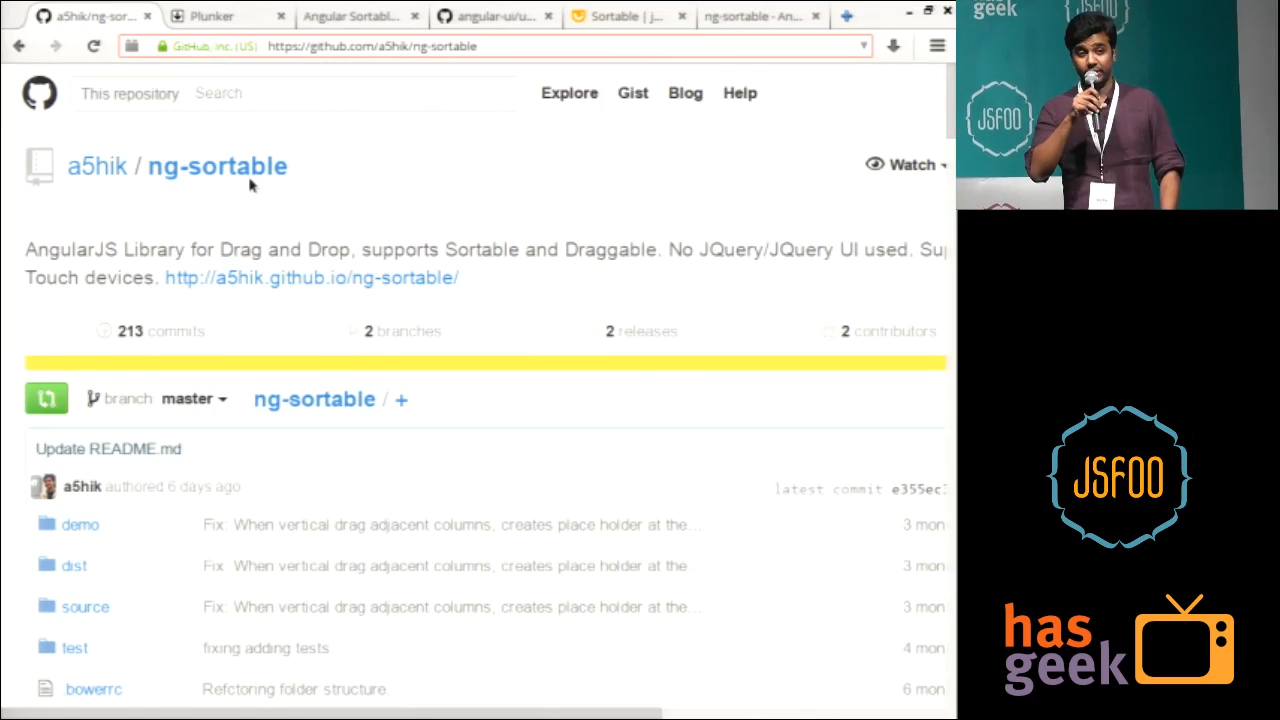 a5hik/ng-sor... Plunker Angular Sortabl... angular-ui/u... Sortable | j... ng-sortable - An...
GitHub, Inc. (US) https://github.com/a5hik/ng-sortable
This repository Search Explore Gist Blog Help
a5hik / ng-sortable Watch
AngularJS Library for Drag and Drop, supports Sortable and Draggable. No JQuery/JQuery UI used. Su
Touch devices. http://a5hik.github.io/ng-sortable/
213 commits 2 branches 2 releases 2 contributors
branch master ng-sortable / +
Update README.md
a5hik authored 6 days ago latest commit e355ec
demo Fix: When vertical drag adjacent columns, creates place holder at the... 3 mon
dist Fix: When vertical drag adjacent columns, creates place holder at the 3 mon
source Fix: When vertical drag adjacent columns, creates place holder at the... 3 mon
test fixing adding tests 4 mon
.bowerrc Refctoring folder structure. 6 mon
has
geek
JSFOO
JSFOO
JSFOO
has
geek